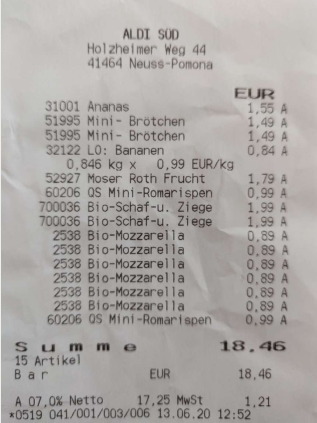 ALDI SÜD
Holzheimer Weg 44
41464 Neuss-Pomona
EUR
31001 Ananas 1,55 A
51995 Mini- Brötchen 1,49 A
51995 Mini- Brötchen 1,49 A
32122 LO: Bananen 0,84 A
0,846 kg x 0,99 EUR/kg
52927 Moser Roth Frucht 1,79 A
60206 QS Mini-Romarispen 0,99 A
700036 Bio-Schaf-u. Ziege 1,99 A
700036 Bio-Schaf-u. Ziege 1,99 A
2538 Bio-Mozzarella 0,89 A
2538 Bio-Mozzarella 0,89 A
2538 Bio-Mozzarella 0,89 A
2538 Bio-Mozzarella 0,89 A
2538 Bio-Mozzarella 0,89 A
2538 Bio-Mozzarella 0,89 A
60206 QS Mini-Romarispen 0,99 A
Summe 18.46
15 Artikel
Bar EUR 18,46
A 07,0% Netto 17,25 MwSt 1,21
*0519 041/001/003/006 13.06.20 12:52